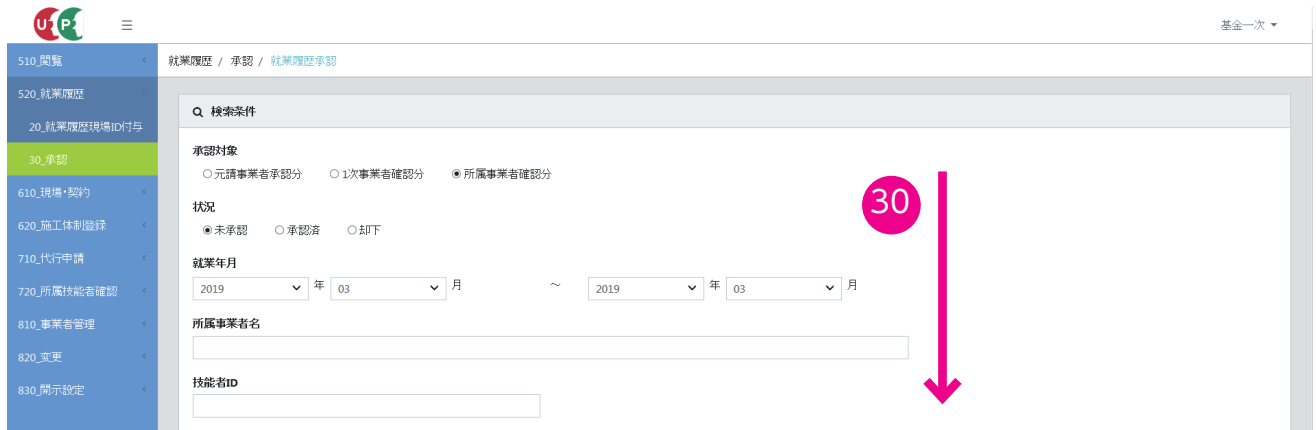 UP
基金一次
510_閲覧
就業履歴 / 承認 / 就業履歴承認
520_就業履歴
20_就業履歴現場ID付与
30_承認
610_現場・契約
620_施工体制登録
710_代行申請
720_所属技能者確認
810_事業者管理
820_変更
830_開示設定
検索条件
承認対象
元請事業者承認分 1次事業者確認分 所属事業者確認分
状況
未承認 承認済 却下
就業年月
2019 年 03 月 ～ 2019 年 03 月
所属事業者名
技能者ID
30